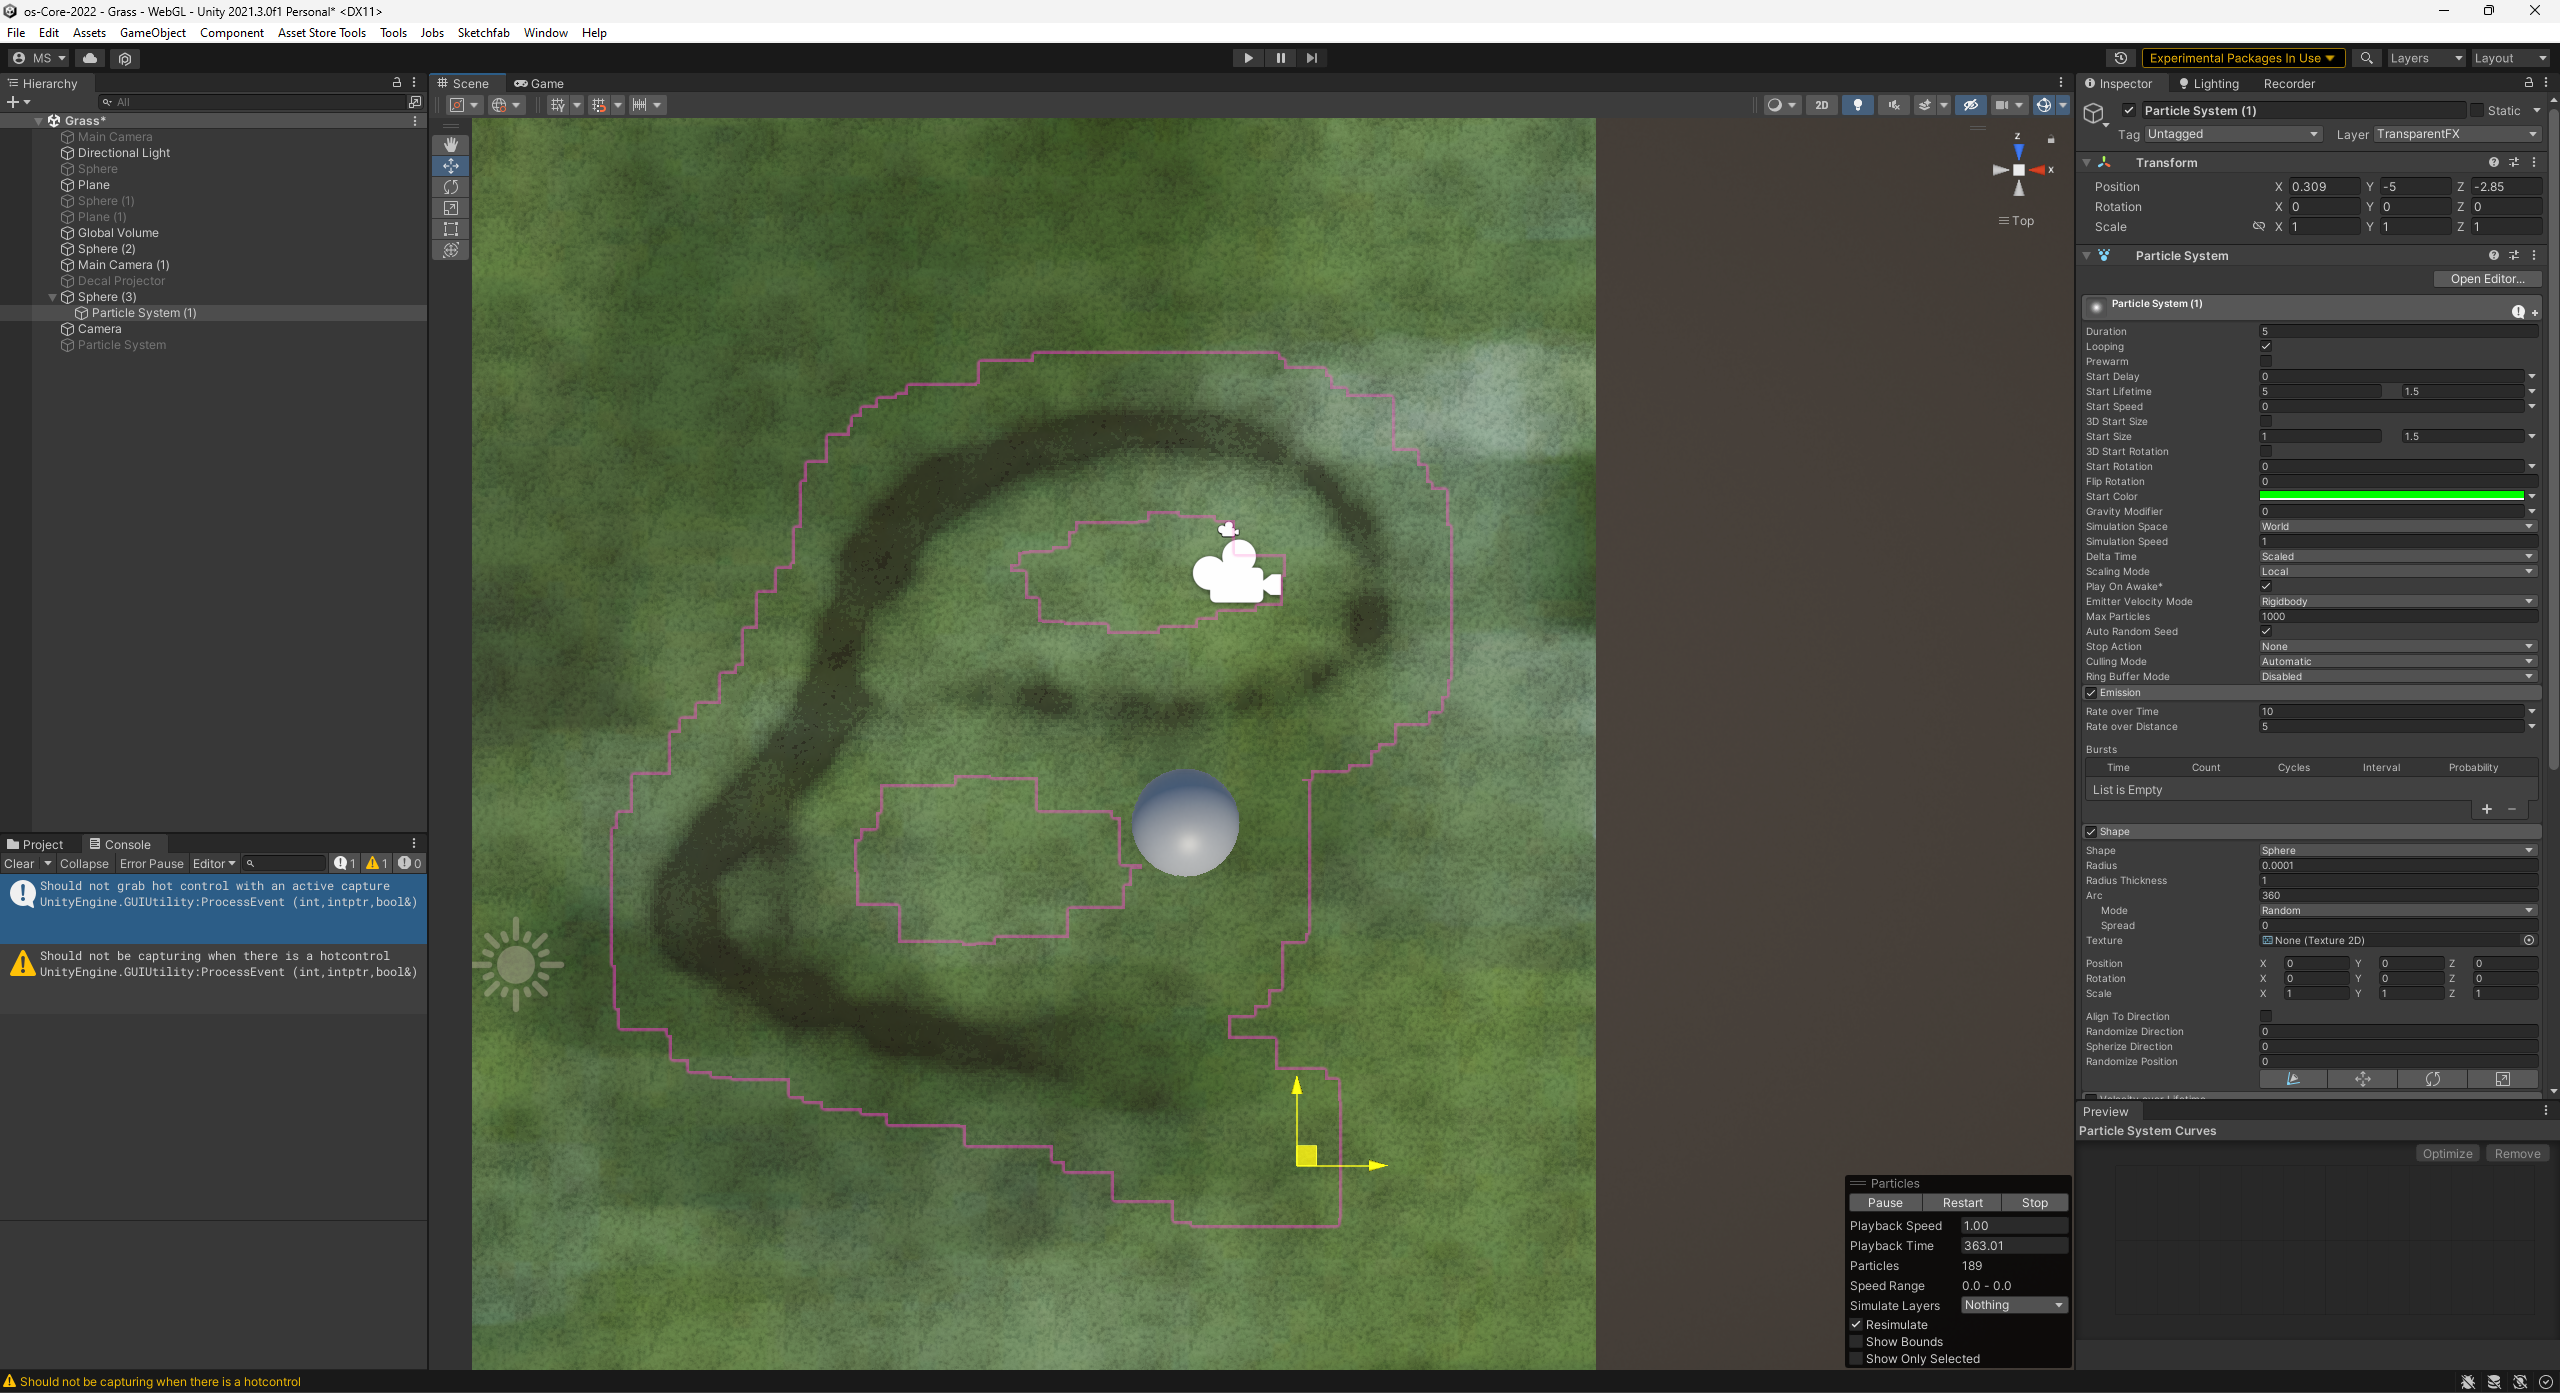 os-Core-2022 - Grass - WebGL - Unity 2021.3.0f1 Personal* <DX11>
File Edit Assets GameObject Component Asset Store Tools Tools Jobs Sketchfab Window Help
MS
Experimental Packages In Use
Layers
Layout
Hierarchy
All
Grass*
Main Camera
Directional Light
Sphere
Plane
Sphere (1)
Plane (1)
Global Volume
Sphere (2)
Main Camera (1)
Decal Projector
Sphere (3)
Particle System (1)
Camera
Particle System
Project
Console
Clear Collapse Error Pause Editor 1 1 0
Should not grab hot control with an active capture
UnityEngine.GUIUtility:ProcessEvent (int,intptr,bool&)
Should not be capturing when there is a hotcontrol
UnityEngine.GUIUtility:ProcessEvent (int,intptr,bool&)
Scene
Game
2D
z
x
Top
Particles
Pause Restart Stop
Playback Speed 1.00
Playback Time 363.01
Particles 189
Speed Range 0.0 - 0.0
Simulate Layers Nothing
Resimulate
Show Bounds
Show Only Selected
Inspector Lighting Recorder
Particle System (1) Static
Tag Untagged Layer TransparentFX
Transform
Position X 0.309 Y -5 Z -2.85
Rotation X 0 Y 0 Z 0
Scale X 1 Y 1 Z 1
Particle System
Open Editor...
Particle System (1)
Duration 5
Looping
Prewarm
Start Delay 0
Start Lifetime 5 1.5
Start Speed 0
3D Start Size
Start Size 1 1.5
3D Start Rotation
Start Rotation 0
Flip Rotation 0
Start Color
Gravity Modifier 0
Simulation Space World
Simulation Speed 1
Delta Time Scaled
Scaling Mode Local
Play On Awake*
Emitter Velocity Mode Rigidbody
Max Particles 1000
Auto Random Seed
Stop Action None
Culling Mode Automatic
Ring Buffer Mode Disabled
Emission
Rate over Time 10
Rate over Distance 5
Bursts
Time Count Cycles Interval Probability
List is Empty
Shape
Shape Sphere
Radius 0.0001
Radius Thickness 1
Arc 360
Mode Random
Spread 0
Texture None (Texture 2D)
Position X 0 Y 0 Z 0
Rotation X 0 Y 0 Z 0
Scale X 1 Y 1 Z 1
Align To Direction
Randomize Direction 0
Spherize Direction 0
Randomize Position 0
Velocity over Lifetime
Preview
Particle System Curves
Optimize Remove
Should not be capturing when there is a hotcontrol